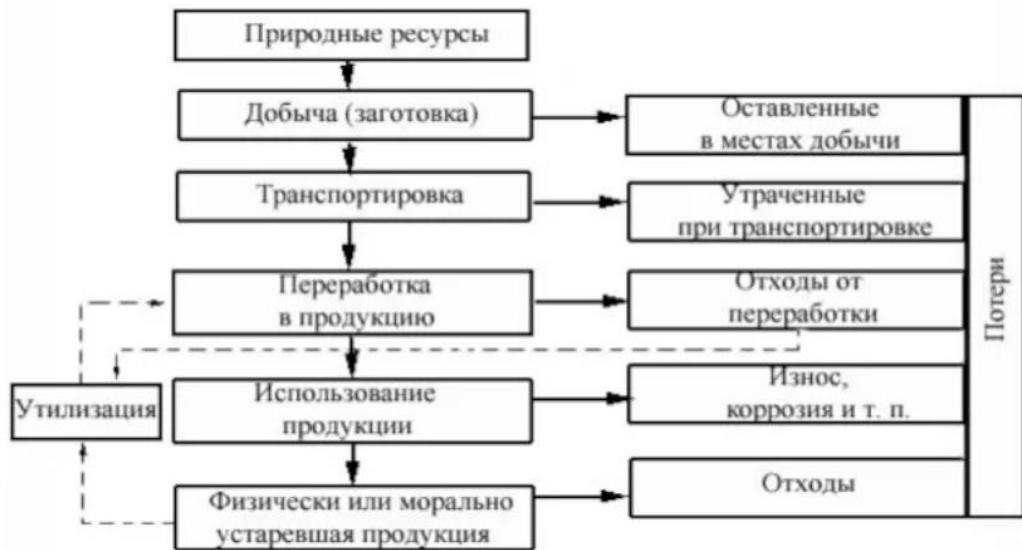 Природные ресурсы
Добыча (заготовка)
Оставленные
в местах добычи
Транспортировка
Утраченные
при транспортировке
Переработка
в продукцию
Отходы от
переработки
Потери
Утилизация
Использование
продукции
Износ,
коррозия и т. п.
Физически или морально
устаревшая продукция
Отходы